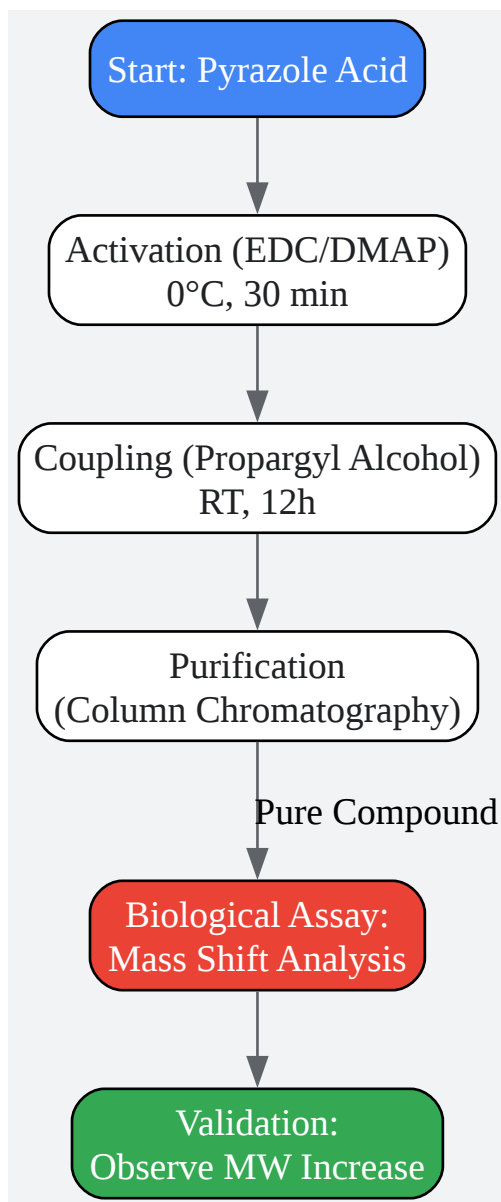 Start: Pyrazole Acid
Activation (EDC/DMAP)
0°C, 30 min
Coupling (Propargyl Alcohol)
RT, 12h
Purification
(Column Chromatography)
Pure Compound
Biological Assay:
Mass Shift Analysis
Validation:
Observe MW Increase